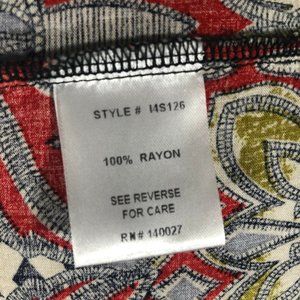 STYLE # I4S126
100% RAYON
SEE REVERSE
FOR CARE
RN# 140027